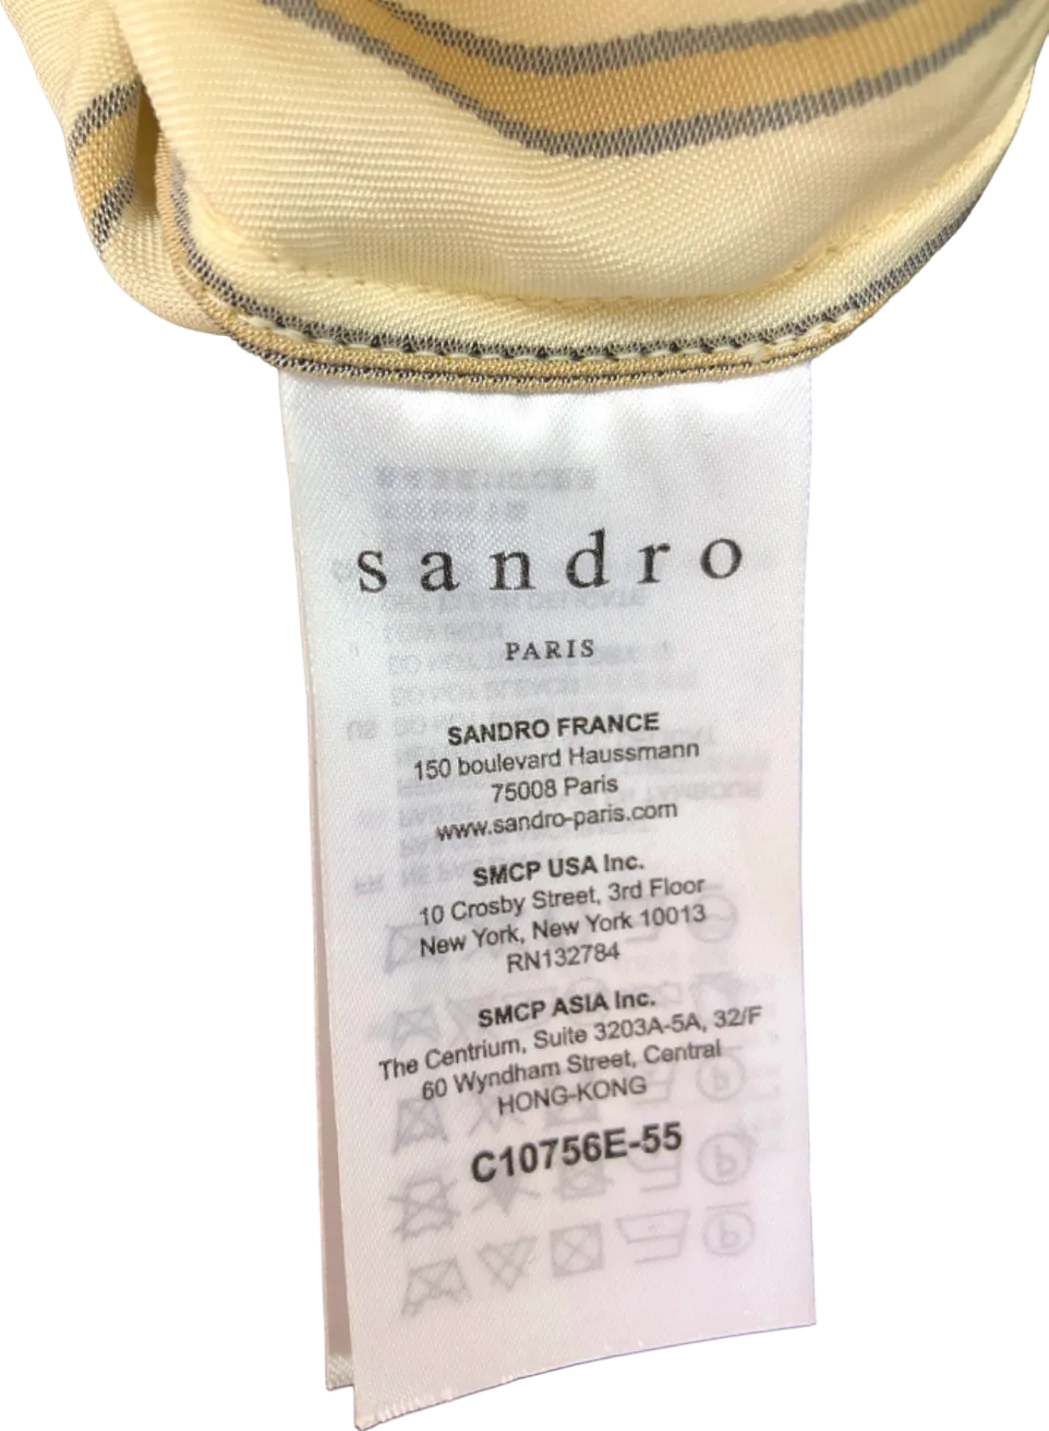 sandro
PARIS
SANDRO FRANCE
150 boulevard Haussmann
75008 Paris
www.sandro-paris.com
SMCP USA Inc.
10 Crosby Street, 3rd Floor
New York, New York 10013
RN132784
SMCP ASIA Inc.
The Centrium, Suite 3203A-5A, 32/F
60 Wyndham Street, Central
HONG-KONG
C10756E-55